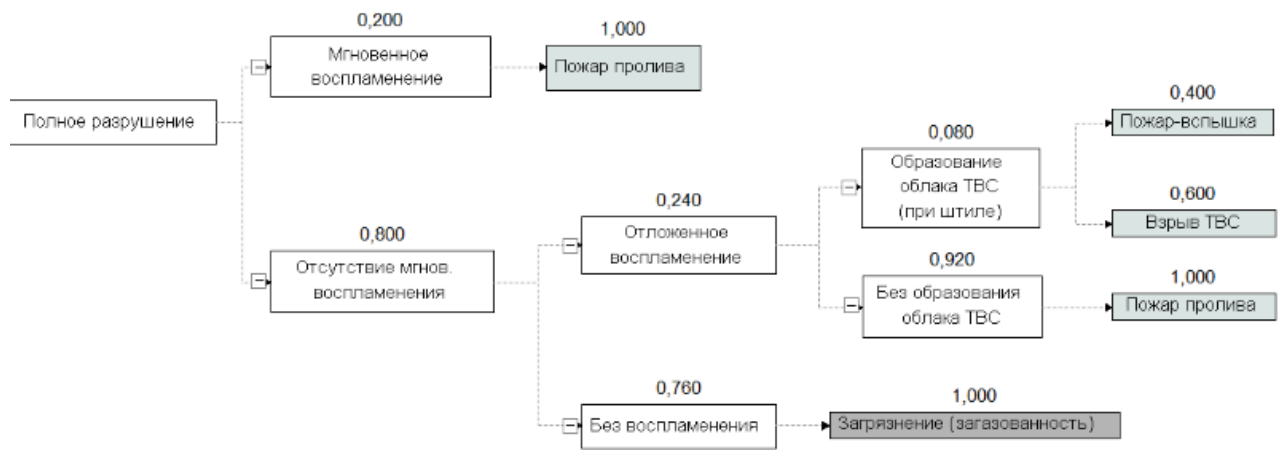 0,200
Мгновенное
воспламенение
1,000
Пожар пролива
Полное разрушение
0,800
Отсутствие мгнов.
воспламенения
0,240
Отложенное
воспламенение
0,080
Образование
облака ТВС
(при штиле)
0,400
Пожар-вспышка
0,600
Взрыв ТВС
0,920
Без образования
облака ТВС
1,000
Пожар пролива
0,760
Без воспламенения
1,000
Загрязнение (загазованность)